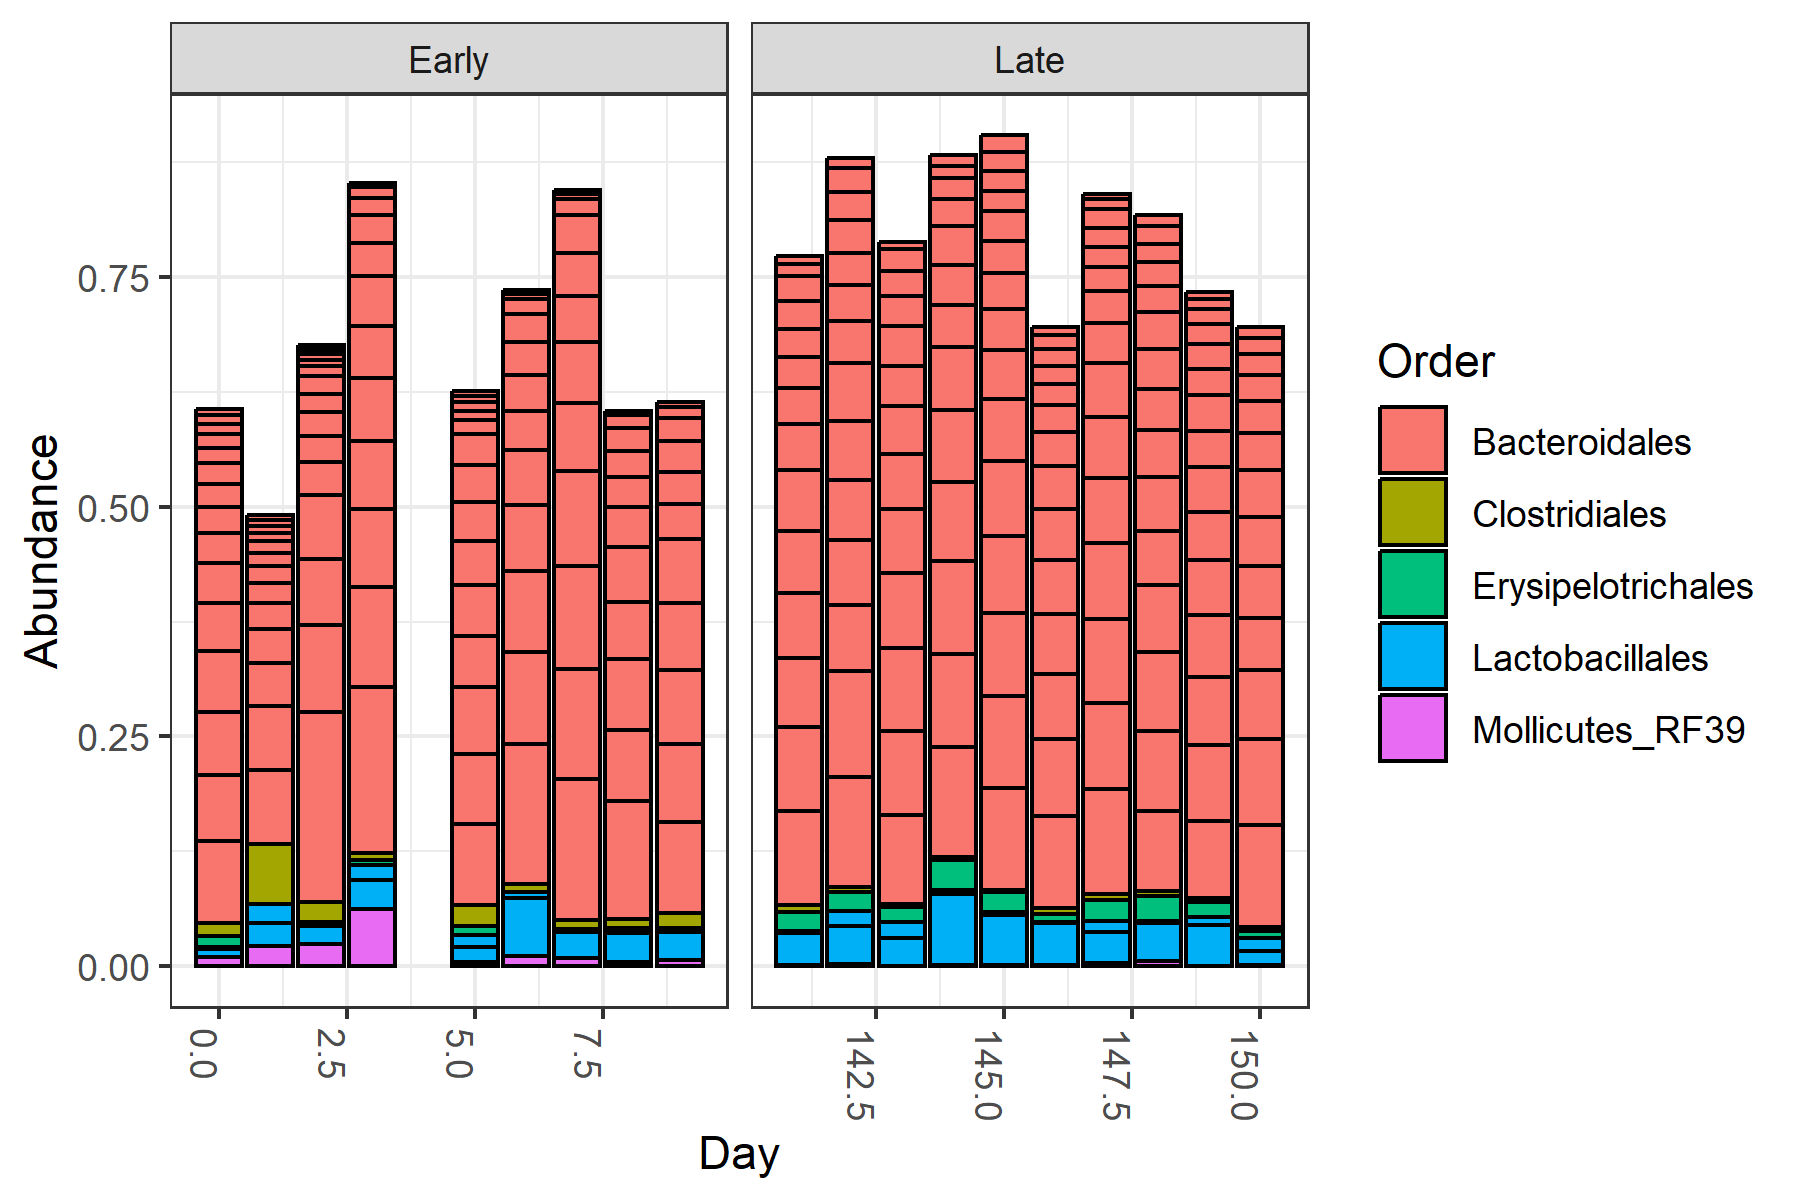 Early
Late
Abundance
0.75
0.50
0.25
0.00
0.0
2.5
5.0
7.5
142.5
145.0
147.5
150.0
Day
Order
Bacteroidales
Clostridiales
Erysipelotrichales
Lactobacillales
Mollicutes_RF39